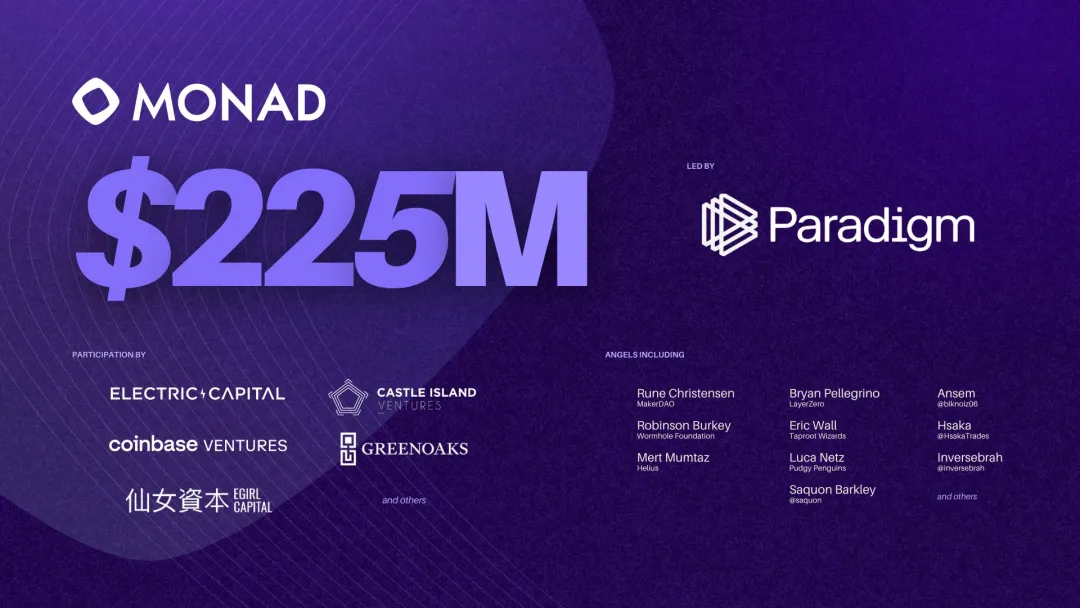 MONAD
$225M
LED BY
Paradigm
PARTICIPATION BY
ELECTRIC CAPITAL
CASTLE ISLAND
VENTURES
coinbase VENTURES
GREENOAKS
仙女資本 EGIRL
CAPITAL
and others
ANGELS INCLUDING
Rune Christensen
MakerDAO
Robinson Burkey
Wormhole Foundation
Mert Mumtaz
Helius
Bryan Pellegrino
LayerZero
Eric Wall
Taproot Wizards
Luca Netz
Pudgy Penguins
Saquon Barkley
@saquon
Ansem
@blknoiz06
Hsaka
@HsakaTrades
Inversebrah
@inversebrah
and others